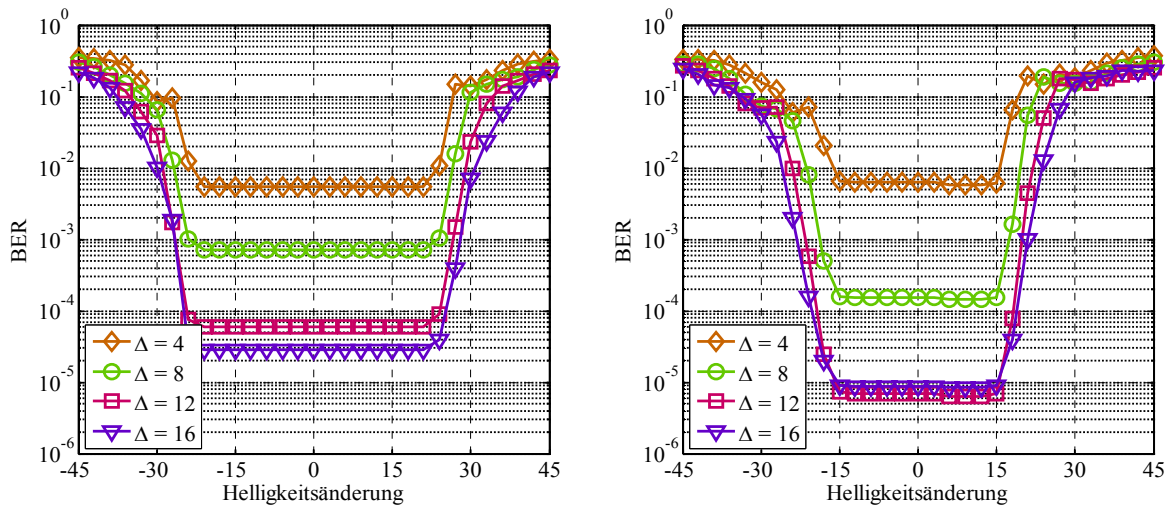 10^0
10^-1
10^-2
10^-3
10^-4
10^-5
10^-6
BER
-45 -30 -15 0 15 30 45
Helligkeitsänderung
Δ = 4
Δ = 8
Δ = 12
Δ = 16
10^0
10^-1
10^-2
10^-3
10^-4
10^-5
10^-6
BER
-45 -30 -15 0 15 30 45
Helligkeitsänderung
Δ = 4
Δ = 8
Δ = 12
Δ = 16